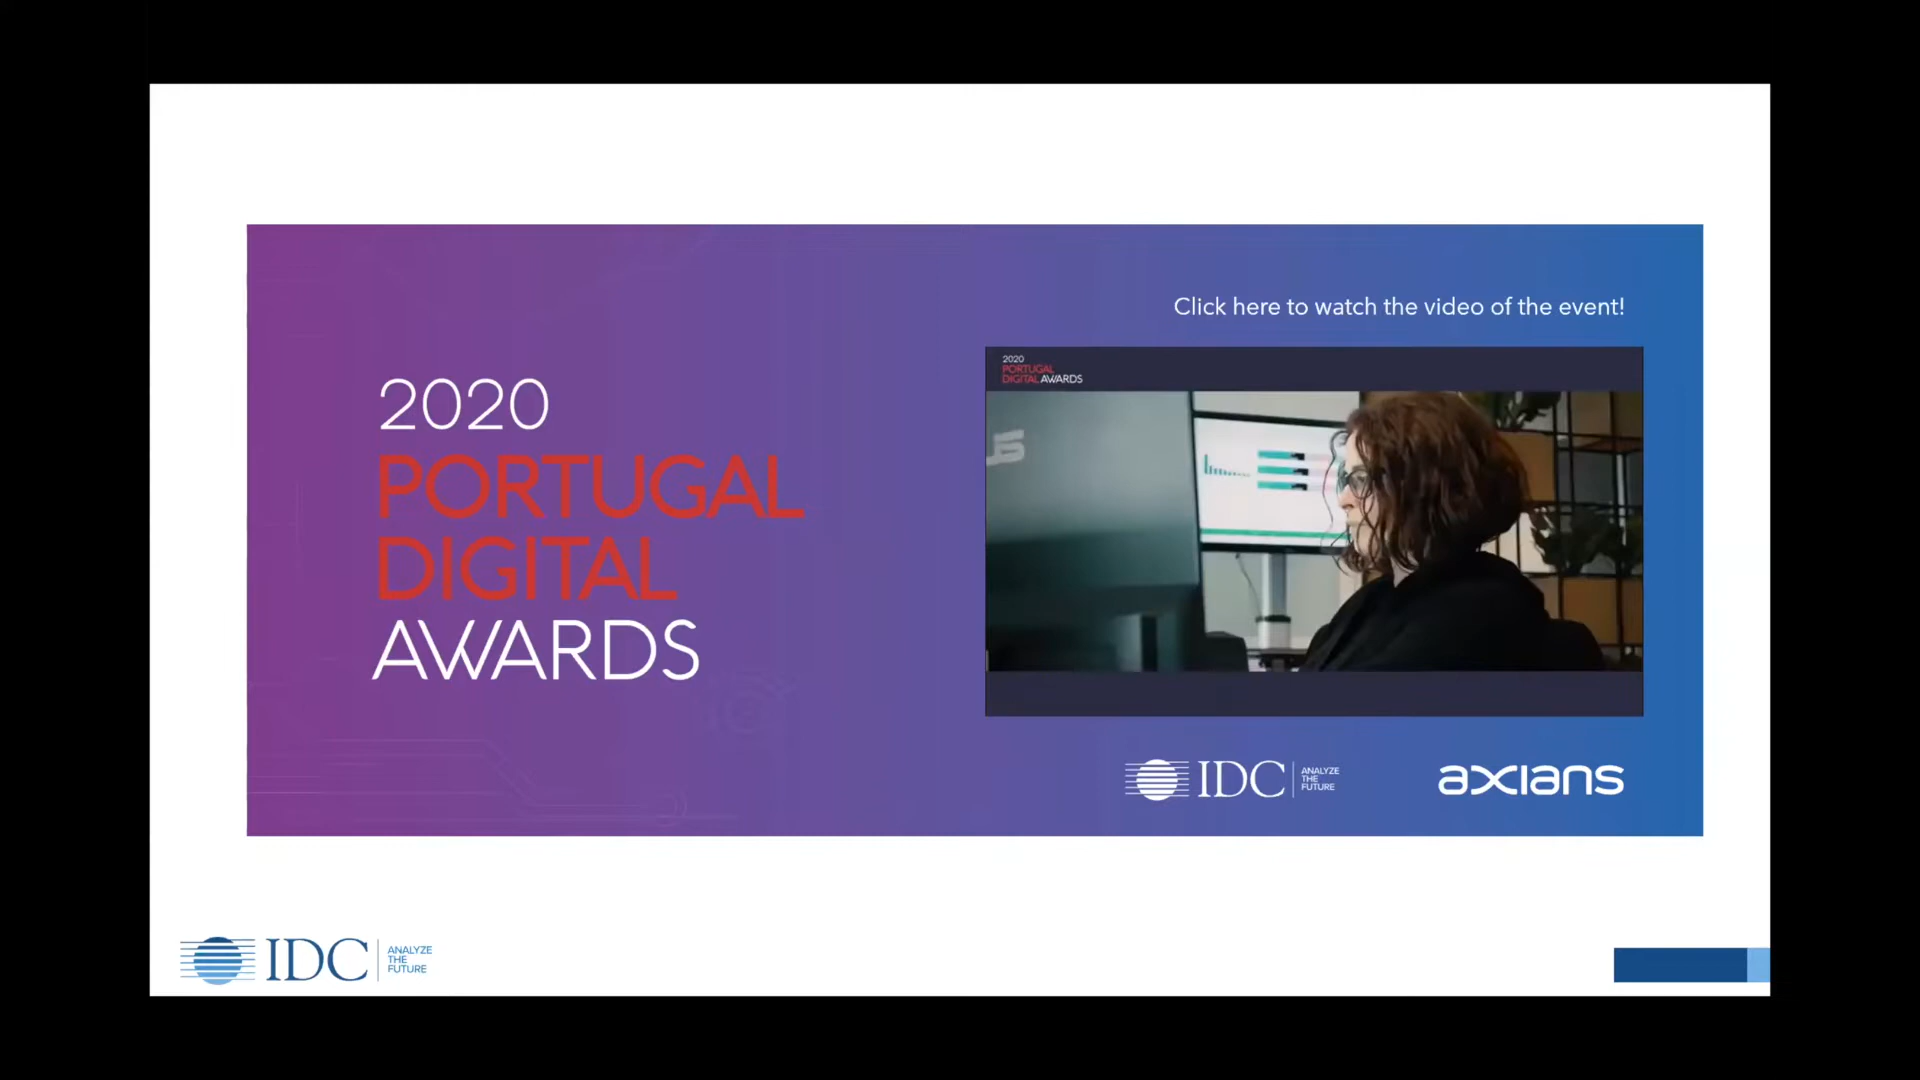 Click here to watch the video of the event!
2020
PORTUGAL
DIGITAL
AWARDS
2020
PORTUGAL
DIGITAL AWARDS
IDC
ANALYZE
THE
FUTURE
axians
IDC
ANALYZE
THE
FUTURE